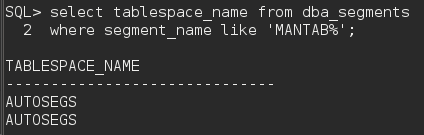 SQL> select tablespace_name from dba_segments
  2  where segment_name like 'MANTAB%';
TABLESPACE_NAME
------------------------------
AUTOSEGS
AUTOSEGS